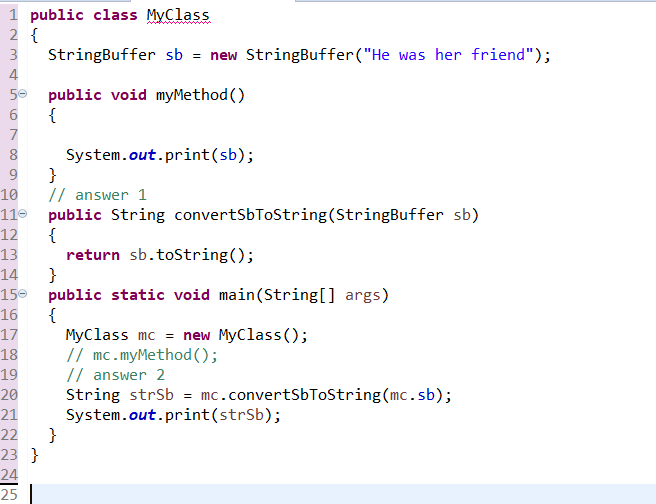 1 public class MyClass
2 {
3 StringBuffer sb = new StringBuffer("He was her friend");
4
5 public void myMethod()
6 {
7
8 System.out.print(sb);
9 }
10 // answer 1
11 public String convertSbToString(StringBuffer sb)
12 {
13 return sb.toString();
14 }
15 public static void main(String[] args)
16 {
17 MyClass mc = new MyClass();
18 // mc.myMethod();
19 // answer 2
20 String strSb = mc.convertSbToString(mc.sb);
21 System.out.print(strSb);
22 }
23 }
24
25